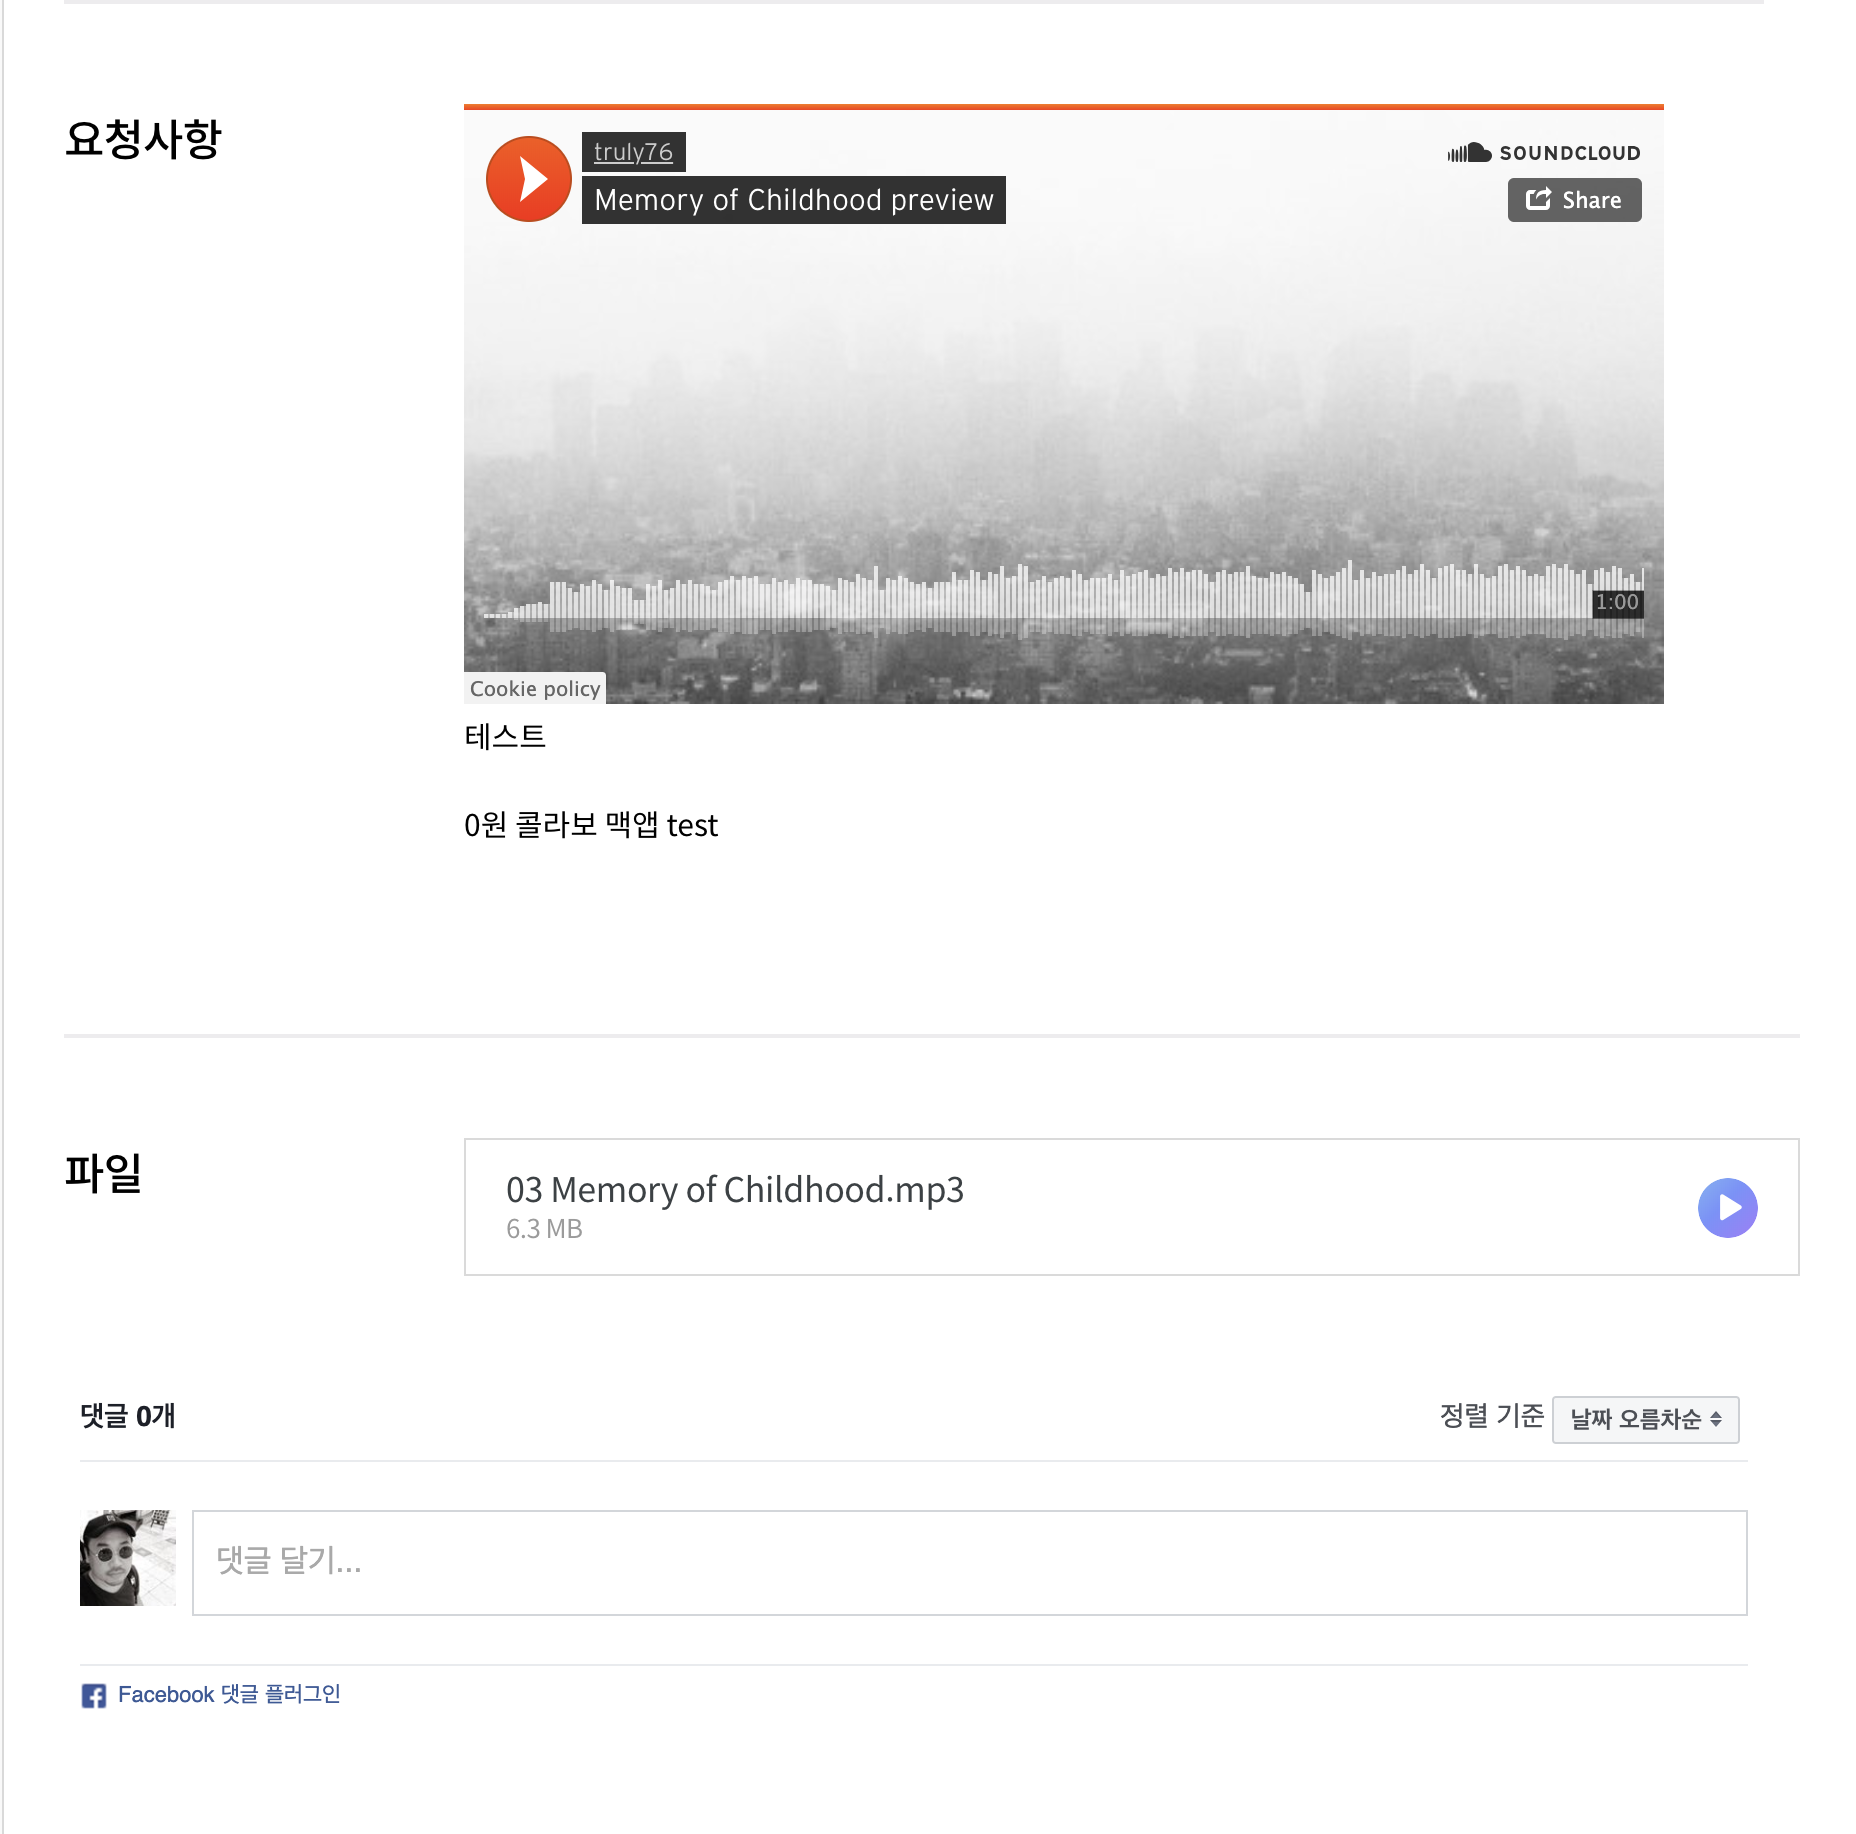 요청사항
truly76
Memory of Childhood preview
SOUNDCLOUD
Share
1:00
Cookie policy
테스트
0원 콜라보 맥앱 test
파일
03 Memory of Childhood.mp3
6.3 MB
댓글 0개
정렬 기준 날짜 오름차순
댓글 달기...
Facebook 댓글 플러그인